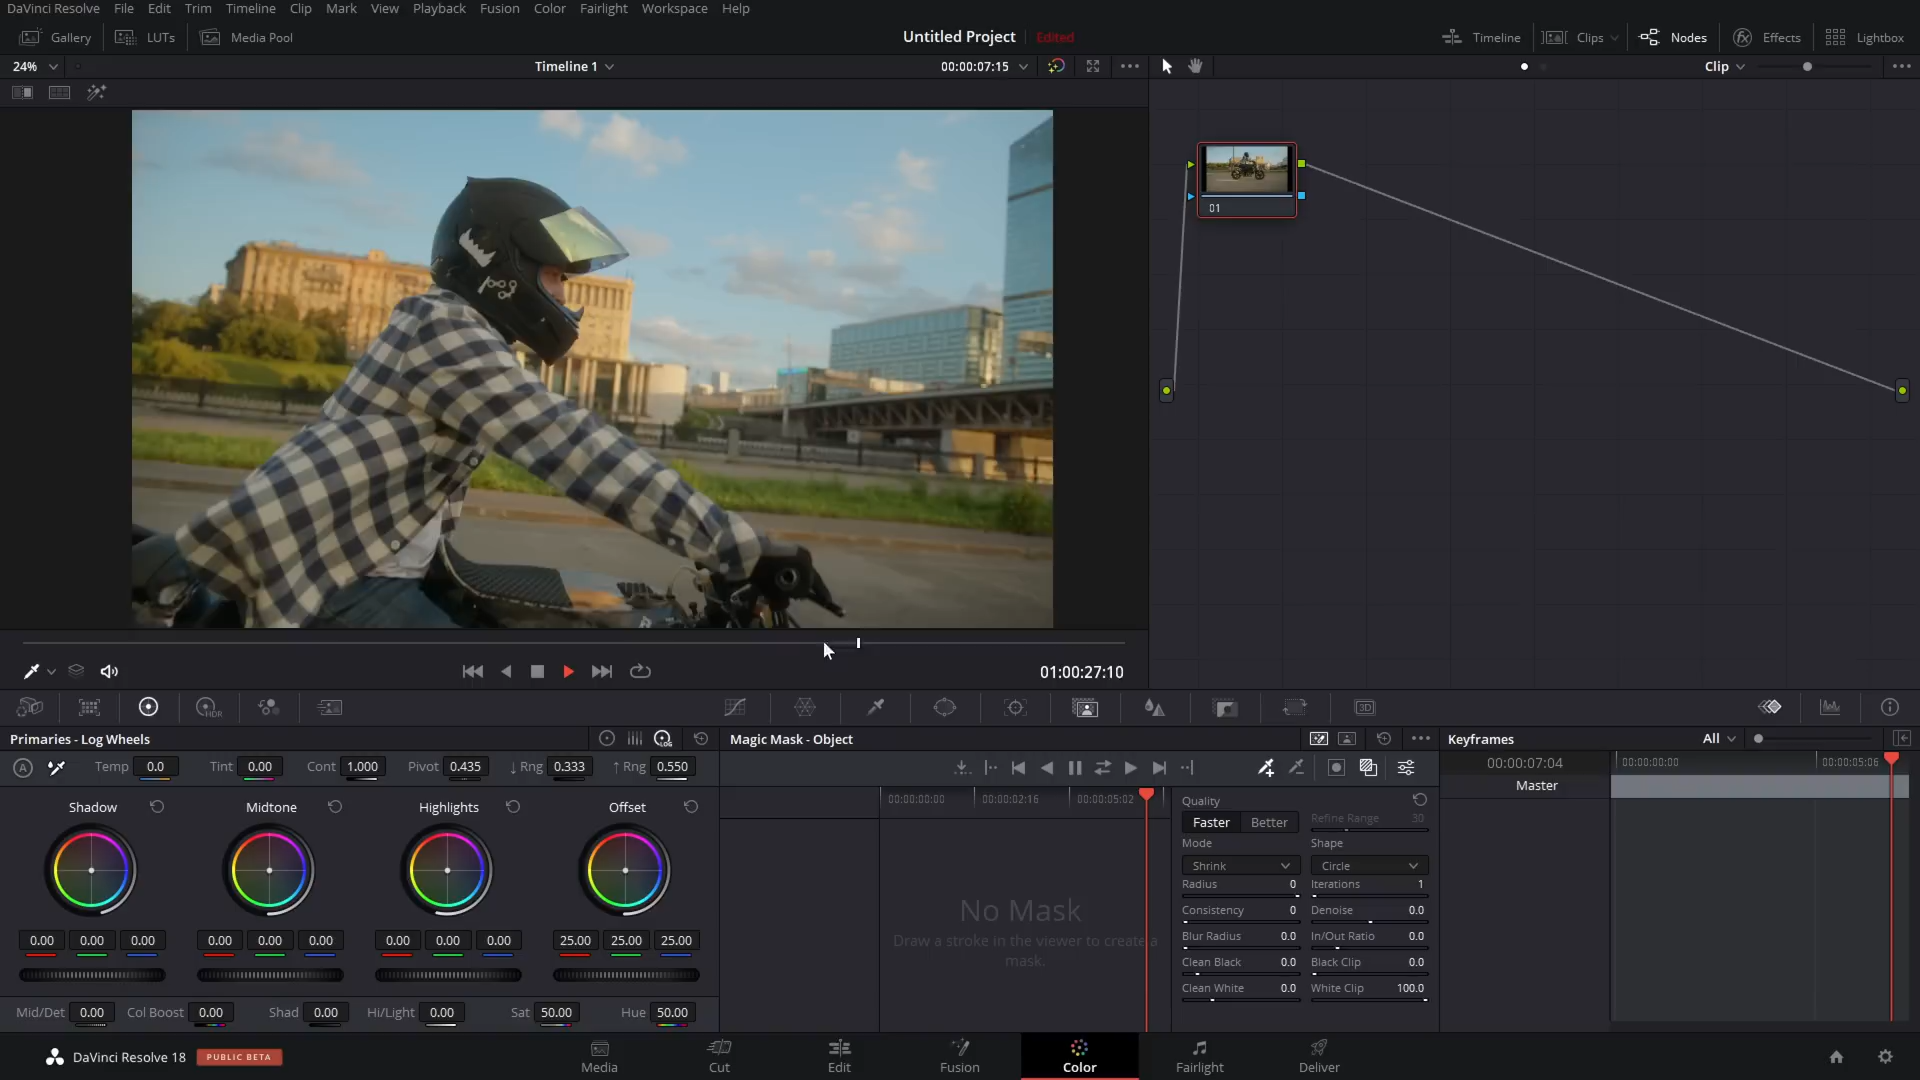 DaVinci Resolve File Edit Trim Timeline Clip Mark View Playback Fusion Color Fairlight Workspace Help
Gallery LUTs Media Pool Untitled Project Edited Timeline Clips Nodes Effects Lightbox
24% Timeline 1 00:00:07:15 Clip
01
01:00:27:10
HDR 3D
Primaries - Log Wheels LOG Magic Mask - Object Keyframes All
A Temp 0.0 Tint 0.00 Cont 1.000 Pivot 0.435 ↓ Rng 0.333 ↑ Rng 0.550 00:00:07:04 00:00:00:00 00:00:05:06
Master
Shadow Midtone Highlights Offset
00:00:00:00 00:00:02:16 00:00:05:02
Quality
Faster Better Refine Range 30
Mode Shape
Shrink Circle
Radius 0 Iterations 1
Consistency 0 Denoise 0.0
Blur Radius 0.0 In/Out Ratio 0.0
Clean Black 0.0 Black Clip 0.0
Clean White 0.0 White Clip 100.0
No Mask
Draw a stroke in the viewer to create a
mask.
0.00 0.00 0.00 0.00 0.00 0.00 0.00 0.00 0.00 25.00 25.00 25.00
Mid/Det 0.00 Col Boost 0.00 Shad 0.00 Hi/Light 0.00 Sat 50.00 Hue 50.00
DaVinci Resolve 18 PUBLIC BETA Media Cut Edit Fusion Color Fairlight Deliver